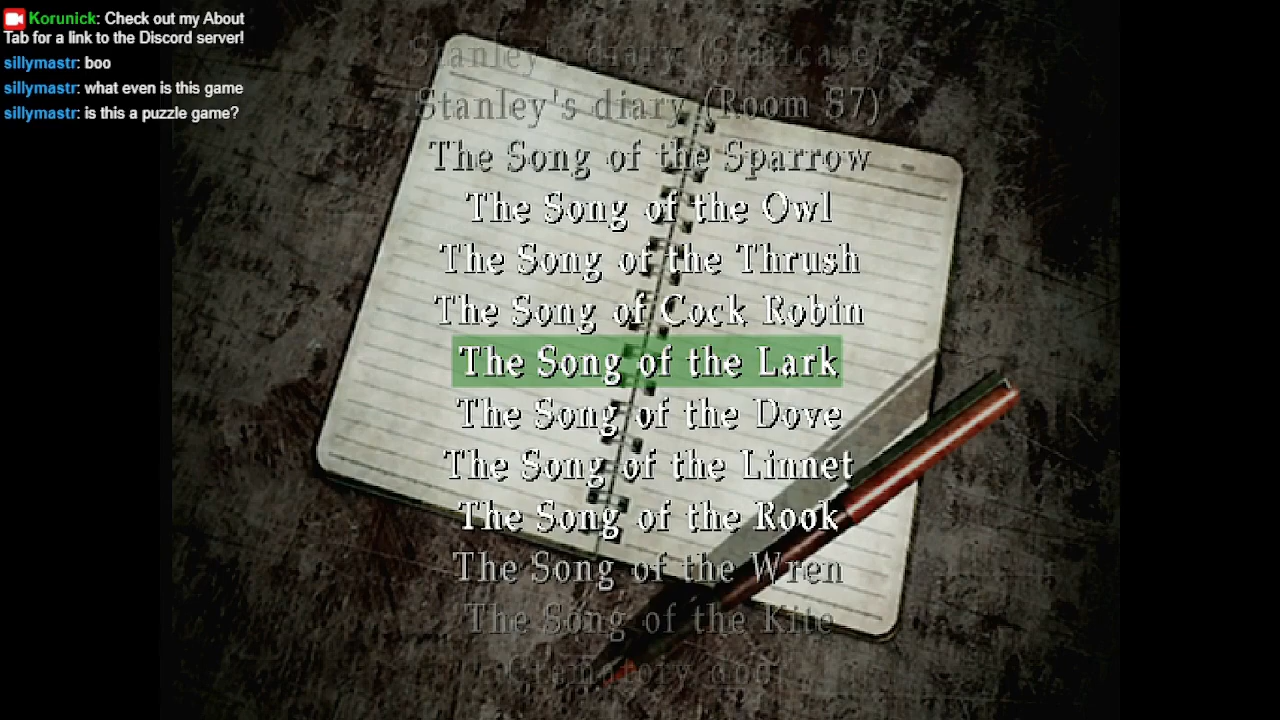 Korunick: Check out my About
Tab for a link to the Discord server!
sillymastr: boo
sillymastr: what even is this game
sillymastr: is this a puzzle game?
Stanley's diary (Staircase)
Stanley's diary (Room S7)
The Song of the Sparrow
The Song of the Owl
The Song of the Thrush
The Song of Cock Robin
The Song of the Lark
The Song of the Dove
The Song of the Linnet
The Song of the Rook
The Song of the Wren
The Song of the Kite
Crematory door